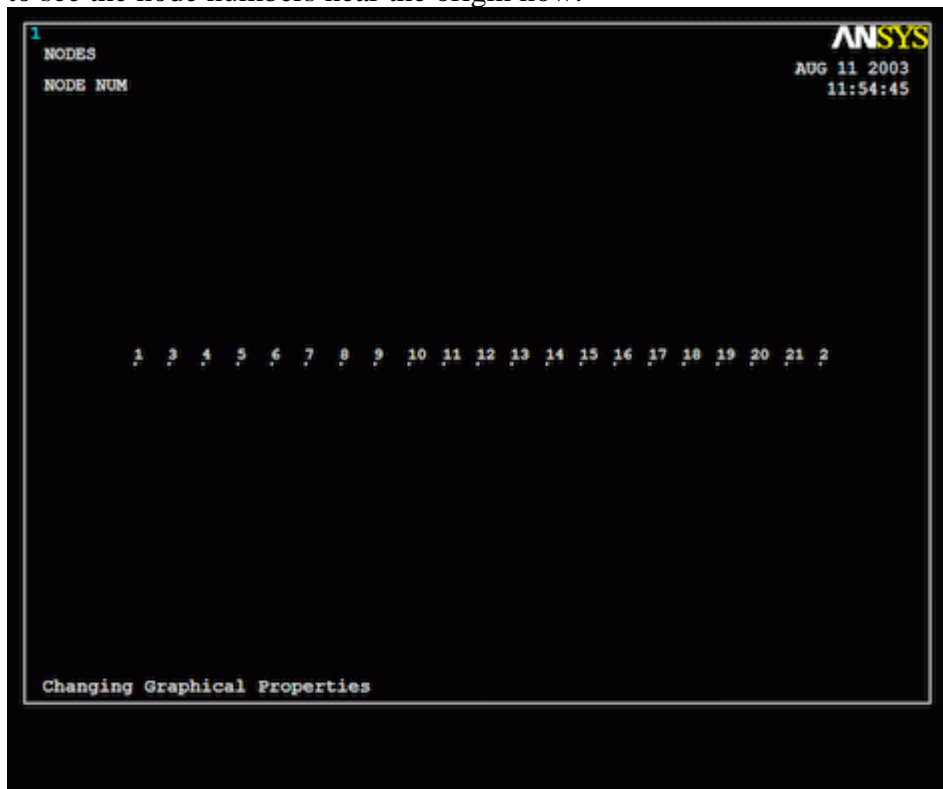 to see the node numbers near the origin now.
1
ANSYS
NODES
AUG 11 2003
NODE NUM
11:54:45
1 3 4 5 6 7 8 9 10 11 12 13 14 15 16 17 18 19 20 21 2
Changing Graphical Properties